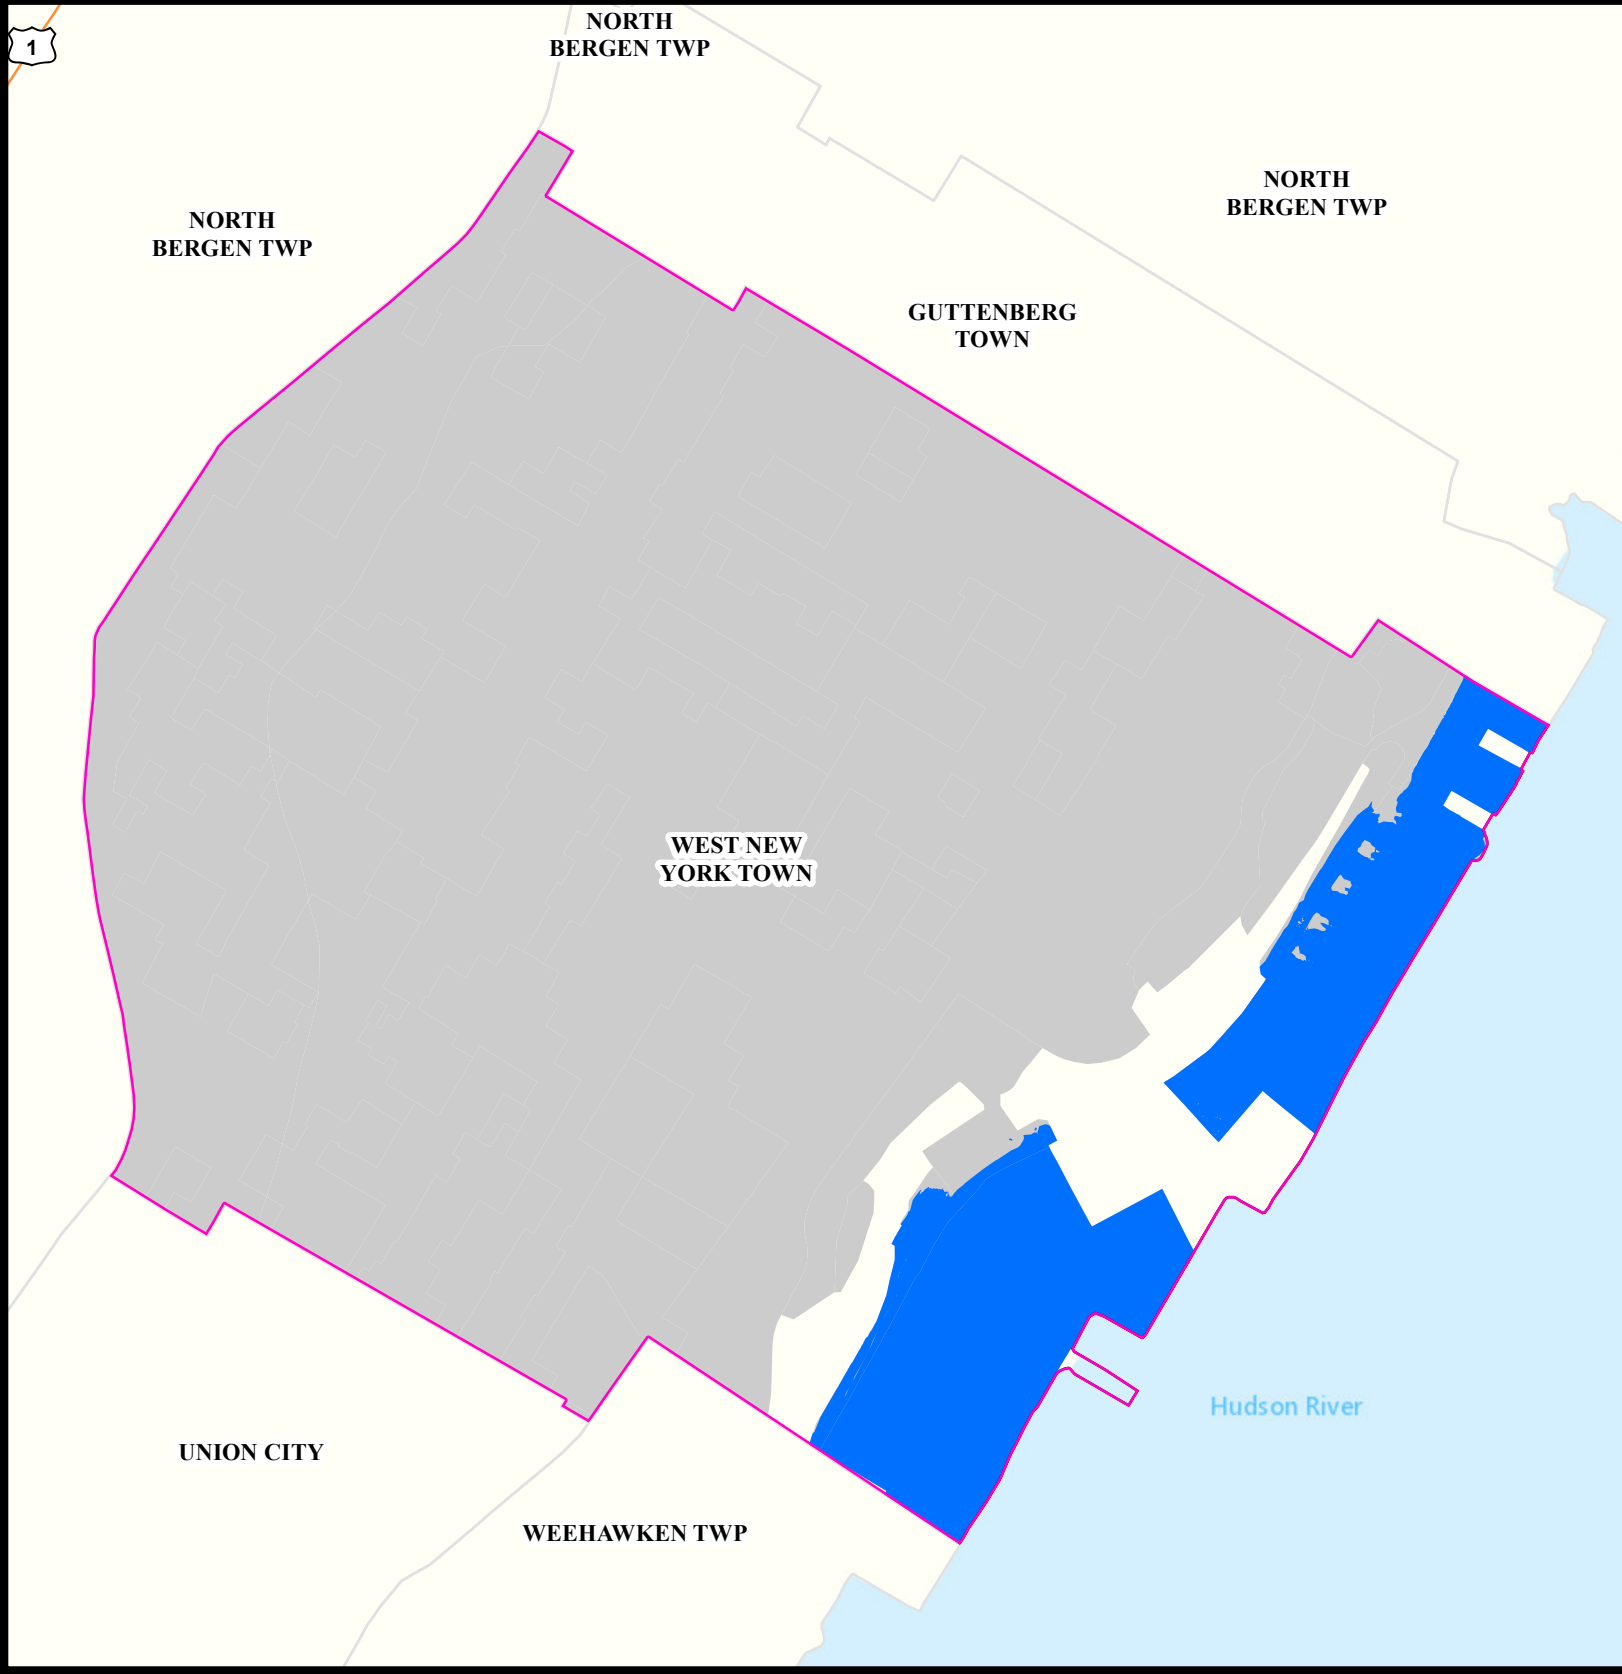 NORTH
BERGEN TWP
1
NORTH
BERGEN TWP
NORTH
BERGEN TWP
GUTTENBERG
TOWN
WEST NEW
YORK TOWN
Hudson River
UNION CITY
WEEHAWKEN TWP